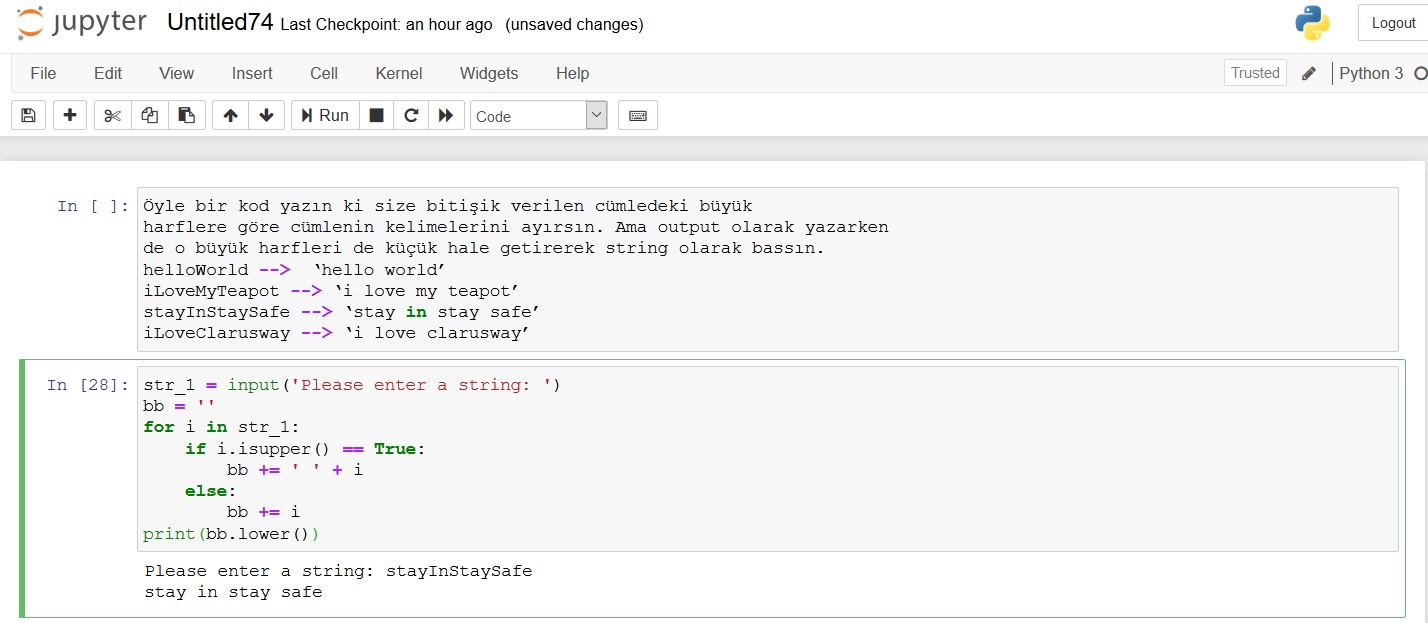 jupyter Untitled74 Last Checkpoint: an hour ago (unsaved changes) Logout
File Edit View Insert Cell Kernel Widgets Help Trusted Python 3
Run Code
In [ ]: Öyle bir kod yazın ki size bitişik verilen cümledeki büyük
harflere göre cümlenin kelimelerini ayırsın. Ama output olarak yazarken
de o büyük harfleri de küçük hale getirerek string olarak bassın.
helloWorld --> ‘hello world’
iLoveMyTeapot --> ‘i love my teapot’
stayInStaySafe --> ‘stay in stay safe’
iLoveClarusway --> ‘i love clarusway’
In [28]: str_1 = input('Please enter a string: ')
bb = ''
for i in str_1:
    if i.isupper() == True:
        bb += ' ' + i
    else:
        bb += i
print(bb.lower())
Please enter a string: stayInStaySafe
stay in stay safe